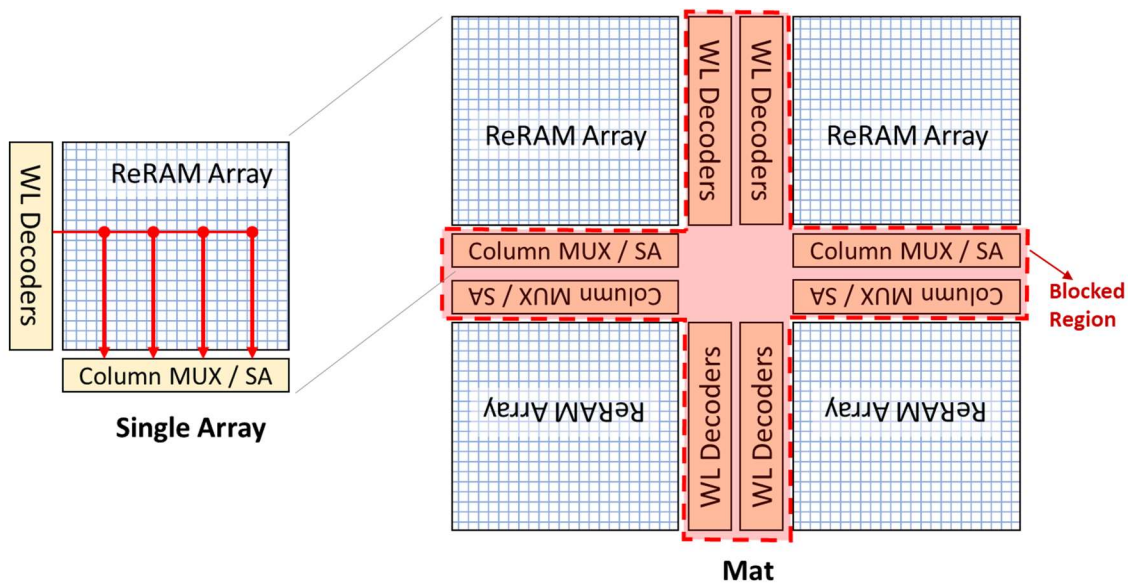 WL Decoders
ReRAM Array
Column MUX / SA
Single Array
ReRAM Array
WL Decoders
WL Decoders
ReRAM Array
Column MUX / SA
Column MUX / SA
Column MUX / SA
Column MUX / SA
Blocked
Region
ReRAM Array
WL Decoders
WL Decoders
ReRAM Array
Mat